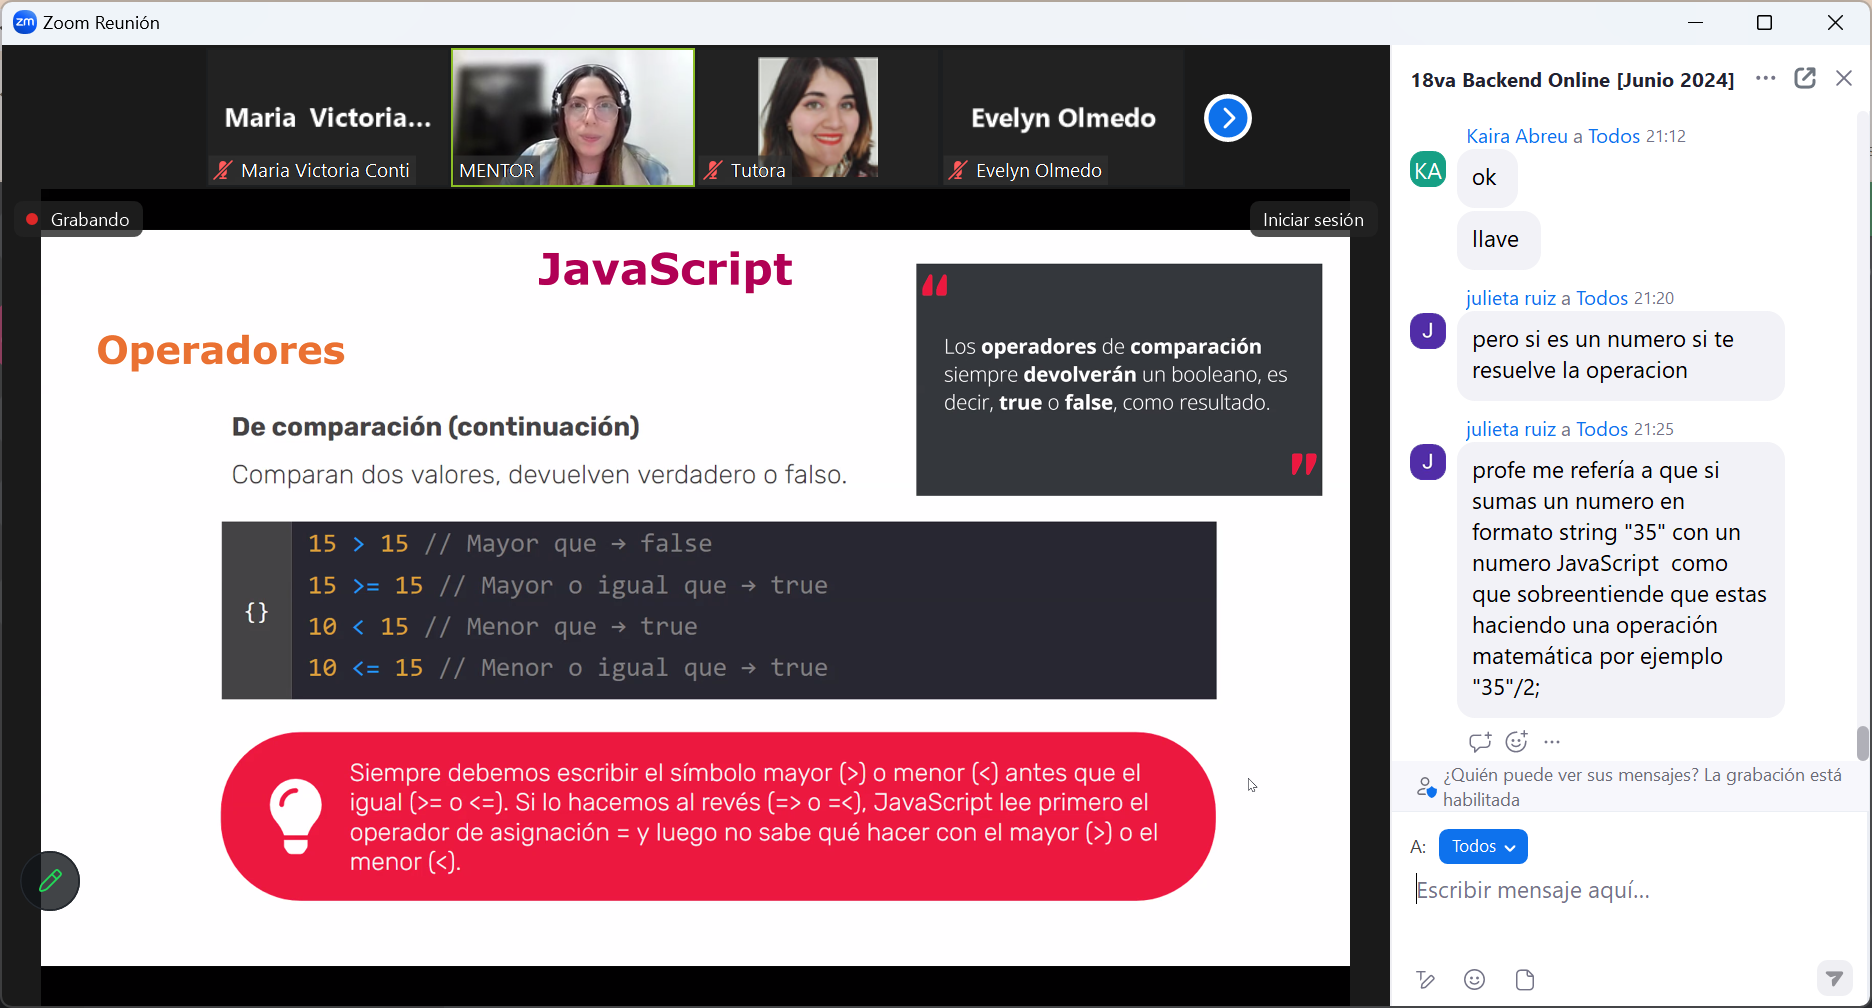 zm Zoom Reunión
Maria Victoria...
Maria Victoria Conti
MENTOR
Tutora
Evelyn Olmedo
Evelyn Olmedo
Grabando
Iniciar sesión
JavaScript
Operadores
“
Los operadores de comparación
siempre devolverán un booleano, es
decir, true o false, como resultado.
”
De comparación (continuación)
Comparan dos valores, devuelven verdadero o falso.
{}
15 > 15 // Mayor que → false
15 >= 15 // Mayor o igual que → true
10 < 15 // Menor que → true
10 <= 15 // Menor o igual que → true
Siempre debemos escribir el símbolo mayor (>) o menor (<) antes que el
igual (>= o <=). Si lo hacemos al revés (=> o =<), JavaScript lee primero el
operador de asignación = y luego no sabe qué hacer con el mayor (>) o el
menor (<).
18va Backend Online [Junio 2024]
Kaira Abreu a Todos 21:12
KA
ok
llave
julieta ruiz a Todos 21:20
J
pero si es un numero si te
resuelve la operacion
julieta ruiz a Todos 21:25
J
profe me refería a que si
sumas un numero en
formato string "35" con un
numero JavaScript como
que sobreentiende que estas
haciendo una operación
matemática por ejemplo
"35"/2;
¿Quién puede ver sus mensajes? La grabación está
habilitada
A: Todos
Escribir mensaje aquí...